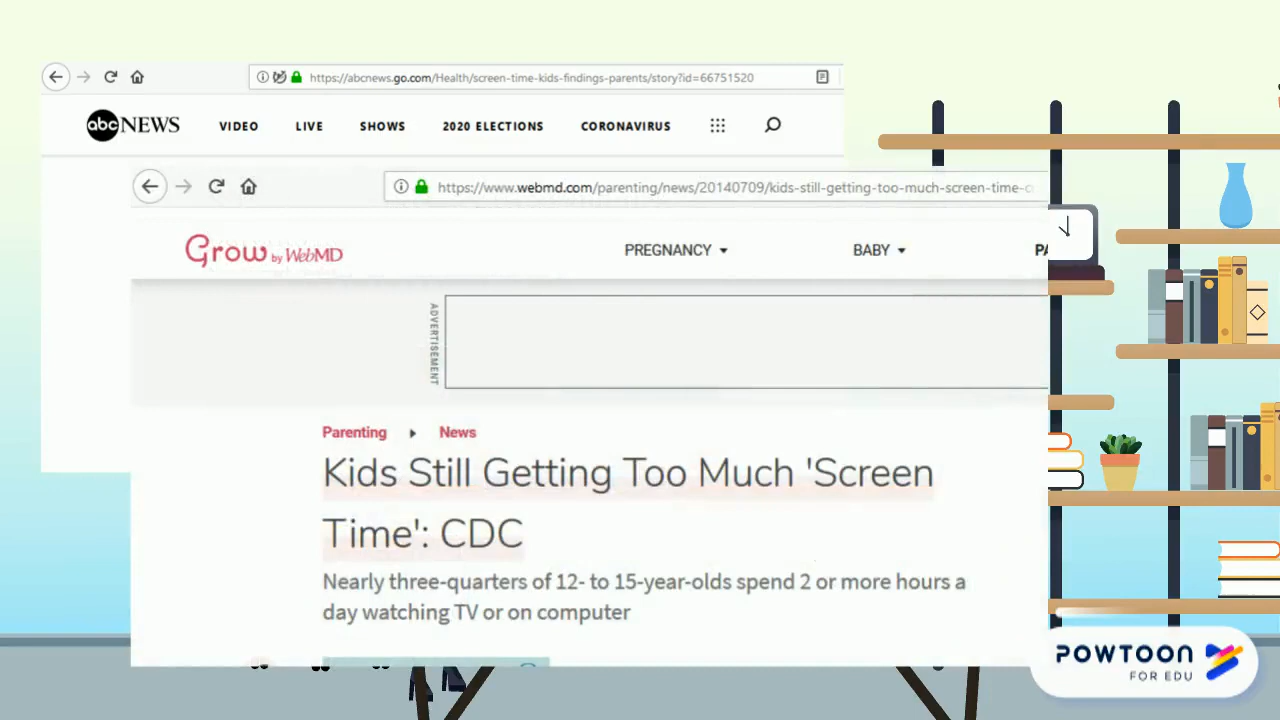 https://abcnews.go.com/Health/screen-time-kids-findings-parents/story?id=66751520
abc NEWS VIDEO LIVE SHOWS 2020 ELECTIONS CORONAVIRUS
https://www.webmd.com/parenting/news/20140709/kids-still-getting-too-much-screen-time-c
Grow by WebMD PREGNANCY BABY PA
ADVERTISEMENT
Parenting News
Kids Still Getting Too Much 'Screen
Time': CDC
Nearly three-quarters of 12- to 15-year-olds spend 2 or more hours a
day watching TV or on computer
POWTOON
FOR EDU